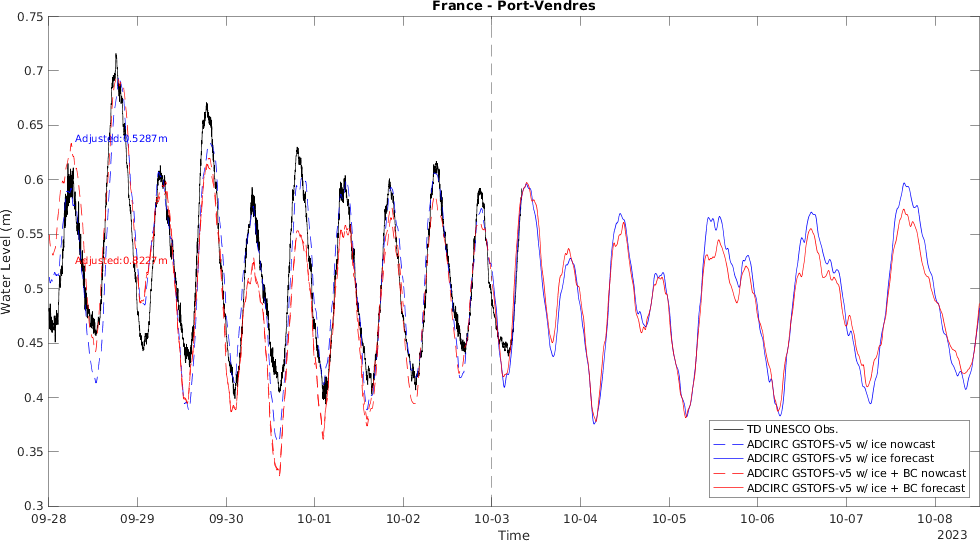 France - Port-Vendres
0.75
0.7
0.65
0.6
0.55
0.5
0.45
0.4
0.35
0.3
Water Level (m)
Adjusted:0.5287m
Adjusted:0.3227m
TD UNESCO Obs.
ADCIRC GSTOFS-v5 w/ ice nowcast
ADCIRC GSTOFS-v5 w/ ice forecast
ADCIRC GSTOFS-v5 w/ ice + BC nowcast
ADCIRC GSTOFS-v5 w/ ice + BC forecast
09-28 09-29 09-30 10-01 10-02 10-03 10-04 10-05 10-06 10-07 10-08
Time
2023